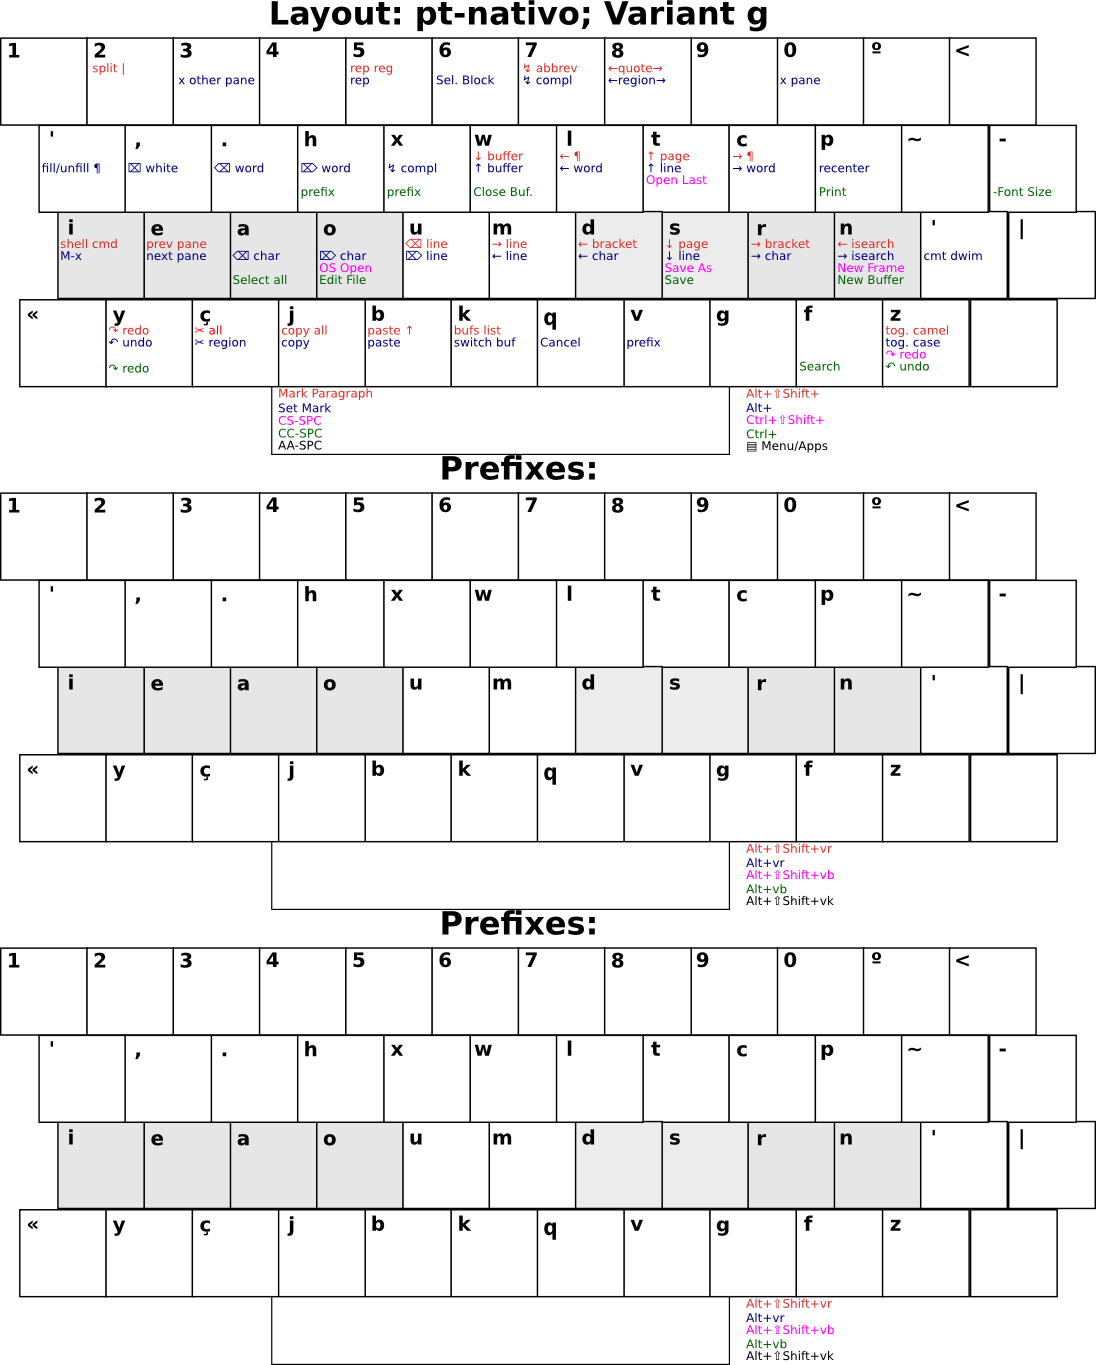 Layout: pt-nativo; Variant g
1 2 3 4 5 6 7 8 9 0 º <
split | rep reg ↯ abbrev ←quote→
x other pane rep Sel. Block ↯ compl ←region→ x pane
' , . h x w l t c p ~ -
↓ buffer ← ¶ ↑ page → ¶
fill/unfill ¶ ⌧ white ⌫ word ⌦ word ↯ compl ↑ buffer ← word ↑ line → word recenter
Open Last
prefix prefix Close Buf. Print -Font Size
i e a o u m d s r n ' |
shell cmd prev pane ⌫ line → line ← bracket ↓ page → bracket ← isearch
M-x next pane ⌫ char ⌦ char ⌦ line ← line ← char ↓ line → char → isearch cmt dwim
OS Open Save As New Frame
Select all Edit File Save New Buffer
« y ç j b k q v g f z
↷ redo ✂ all copy all paste ↑ bufs list tog. camel
↶ undo ✂ region copy paste switch buf Cancel prefix tog. case
↷ redo
↷ redo Search ↶ undo
Mark Paragraph Alt+⇧Shift+
Set Mark Alt+
CS-SPC Ctrl+⇧Shift+
CC-SPC Ctrl+
AA-SPC ▤ Menu/Apps
Prefixes:
1 2 3 4 5 6 7 8 9 0 º <
' , . h x w l t c p ~ -
i e a o u m d s r n ' |
« y ç j b k q v g f z
Alt+⇧Shift+vr
Alt+vr
Alt+⇧Shift+vb
Alt+vb
Alt+⇧Shift+vk
Prefixes:
1 2 3 4 5 6 7 8 9 0 º <
' , . h x w l t c p ~ -
i e a o u m d s r n ' |
« y ç j b k q v g f z
Alt+⇧Shift+vr
Alt+vr
Alt+⇧Shift+vb
Alt+vb
Alt+⇧Shift+vk